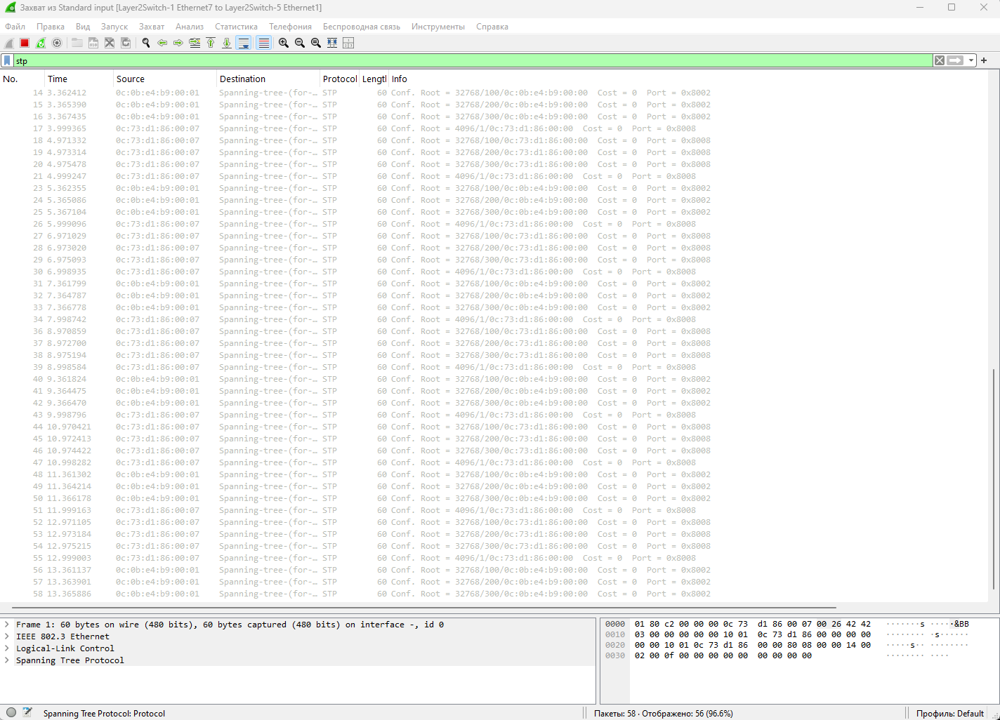 Захват из Standard input [Layer2Switch-1 Ethernet7 to Layer2Switch-5 Ethernet1]
Файл Правка Вид Запуск Захват Анализ Статистика Телефония Беспроводная связь Инструменты Справка
stp
No. Time Source Destination Protocol Lengtl Info
14 3.362412 0c:0b:e4:b9:00:01 Spanning-tree-(for-… STP 60 Conf. Root = 32768/100/0c:0b:e4:b9:00:00 Cost = 0 Port = 0x8002
15 3.365390 0c:0b:e4:b9:00:01 Spanning-tree-(for-… STP 60 Conf. Root = 32768/200/0c:0b:e4:b9:00:00 Cost = 0 Port = 0x8002
16 3.367435 0c:0b:e4:b9:00:01 Spanning-tree-(for-… STP 60 Conf. Root = 32768/300/0c:0b:e4:b9:00:00 Cost = 0 Port = 0x8002
17 3.999365 0c:73:d1:86:00:07 Spanning-tree-(for-… STP 60 Conf. Root = 4096/1/0c:73:d1:86:00:00 Cost = 0 Port = 0x8008
18 4.971332 0c:73:d1:86:00:07 Spanning-tree-(for-… STP 60 Conf. Root = 32768/100/0c:73:d1:86:00:00 Cost = 0 Port = 0x8008
19 4.973314 0c:73:d1:86:00:07 Spanning-tree-(for-… STP 60 Conf. Root = 32768/200/0c:73:d1:86:00:00 Cost = 0 Port = 0x8008
20 4.975478 0c:73:d1:86:00:07 Spanning-tree-(for-… STP 60 Conf. Root = 32768/300/0c:73:d1:86:00:00 Cost = 0 Port = 0x8008
21 4.999247 0c:73:d1:86:00:07 Spanning-tree-(for-… STP 60 Conf. Root = 4096/1/0c:73:d1:86:00:00 Cost = 0 Port = 0x8008
23 5.362355 0c:0b:e4:b9:00:01 Spanning-tree-(for-… STP 60 Conf. Root = 32768/100/0c:0b:e4:b9:00:00 Cost = 0 Port = 0x8002
24 5.365086 0c:0b:e4:b9:00:01 Spanning-tree-(for-… STP 60 Conf. Root = 32768/200/0c:0b:e4:b9:00:00 Cost = 0 Port = 0x8002
25 5.367104 0c:0b:e4:b9:00:01 Spanning-tree-(for-… STP 60 Conf. Root = 32768/300/0c:0b:e4:b9:00:00 Cost = 0 Port = 0x8002
26 5.999096 0c:73:d1:86:00:07 Spanning-tree-(for-… STP 60 Conf. Root = 4096/1/0c:73:d1:86:00:00 Cost = 0 Port = 0x8008
27 6.971029 0c:73:d1:86:00:07 Spanning-tree-(for-… STP 60 Conf. Root = 32768/100/0c:73:d1:86:00:00 Cost = 0 Port = 0x8008
28 6.973020 0c:73:d1:86:00:07 Spanning-tree-(for-… STP 60 Conf. Root = 32768/200/0c:73:d1:86:00:00 Cost = 0 Port = 0x8008
29 6.975093 0c:73:d1:86:00:07 Spanning-tree-(for-… STP 60 Conf. Root = 32768/300/0c:73:d1:86:00:00 Cost = 0 Port = 0x8008
30 6.998935 0c:73:d1:86:00:07 Spanning-tree-(for-… STP 60 Conf. Root = 4096/1/0c:73:d1:86:00:00 Cost = 0 Port = 0x8008
31 7.361799 0c:0b:e4:b9:00:01 Spanning-tree-(for-… STP 60 Conf. Root = 32768/100/0c:0b:e4:b9:00:00 Cost = 0 Port = 0x8002
32 7.364787 0c:0b:e4:b9:00:01 Spanning-tree-(for-… STP 60 Conf. Root = 32768/200/0c:0b:e4:b9:00:00 Cost = 0 Port = 0x8002
33 7.366778 0c:0b:e4:b9:00:01 Spanning-tree-(for-… STP 60 Conf. Root = 32768/300/0c:0b:e4:b9:00:00 Cost = 0 Port = 0x8002
34 7.998742 0c:73:d1:86:00:07 Spanning-tree-(for-… STP 60 Conf. Root = 4096/1/0c:73:d1:86:00:00 Cost = 0 Port = 0x8008
36 8.970859 0c:73:d1:86:00:07 Spanning-tree-(for-… STP 60 Conf. Root = 32768/100/0c:73:d1:86:00:00 Cost = 0 Port = 0x8008
37 8.972700 0c:73:d1:86:00:07 Spanning-tree-(for-… STP 60 Conf. Root = 32768/200/0c:73:d1:86:00:00 Cost = 0 Port = 0x8008
38 8.975194 0c:73:d1:86:00:07 Spanning-tree-(for-… STP 60 Conf. Root = 32768/300/0c:73:d1:86:00:00 Cost = 0 Port = 0x8008
39 8.998584 0c:73:d1:86:00:07 Spanning-tree-(for-… STP 60 Conf. Root = 4096/1/0c:73:d1:86:00:00 Cost = 0 Port = 0x8008
40 9.361824 0c:0b:e4:b9:00:01 Spanning-tree-(for-… STP 60 Conf. Root = 32768/100/0c:0b:e4:b9:00:00 Cost = 0 Port = 0x8002
41 9.364475 0c:0b:e4:b9:00:01 Spanning-tree-(for-… STP 60 Conf. Root = 32768/200/0c:0b:e4:b9:00:00 Cost = 0 Port = 0x8002
42 9.366470 0c:0b:e4:b9:00:01 Spanning-tree-(for-… STP 60 Conf. Root = 32768/300/0c:0b:e4:b9:00:00 Cost = 0 Port = 0x8002
43 9.998796 0c:73:d1:86:00:07 Spanning-tree-(for-… STP 60 Conf. Root = 4096/1/0c:73:d1:86:00:00 Cost = 0 Port = 0x8008
44 10.970421 0c:73:d1:86:00:07 Spanning-tree-(for-… STP 60 Conf. Root = 32768/100/0c:73:d1:86:00:00 Cost = 0 Port = 0x8008
45 10.972413 0c:73:d1:86:00:07 Spanning-tree-(for-… STP 60 Conf. Root = 32768/200/0c:73:d1:86:00:00 Cost = 0 Port = 0x8008
46 10.974422 0c:73:d1:86:00:07 Spanning-tree-(for-… STP 60 Conf. Root = 32768/300/0c:73:d1:86:00:00 Cost = 0 Port = 0x8008
47 10.998282 0c:73:d1:86:00:07 Spanning-tree-(for-… STP 60 Conf. Root = 4096/1/0c:73:d1:86:00:00 Cost = 0 Port = 0x8008
48 11.361302 0c:0b:e4:b9:00:01 Spanning-tree-(for-… STP 60 Conf. Root = 32768/100/0c:0b:e4:b9:00:00 Cost = 0 Port = 0x8002
49 11.364214 0c:0b:e4:b9:00:01 Spanning-tree-(for-… STP 60 Conf. Root = 32768/200/0c:0b:e4:b9:00:00 Cost = 0 Port = 0x8002
50 11.366178 0c:0b:e4:b9:00:01 Spanning-tree-(for-… STP 60 Conf. Root = 32768/300/0c:0b:e4:b9:00:00 Cost = 0 Port = 0x8002
51 11.999163 0c:73:d1:86:00:07 Spanning-tree-(for-… STP 60 Conf. Root = 4096/1/0c:73:d1:86:00:00 Cost = 0 Port = 0x8008
52 12.971105 0c:73:d1:86:00:07 Spanning-tree-(for-… STP 60 Conf. Root = 32768/100/0c:73:d1:86:00:00 Cost = 0 Port = 0x8008
53 12.973184 0c:73:d1:86:00:07 Spanning-tree-(for-… STP 60 Conf. Root = 32768/200/0c:73:d1:86:00:00 Cost = 0 Port = 0x8008
54 12.975215 0c:73:d1:86:00:07 Spanning-tree-(for-… STP 60 Conf. Root = 32768/300/0c:73:d1:86:00:00 Cost = 0 Port = 0x8008
55 12.999003 0c:73:d1:86:00:07 Spanning-tree-(for-… STP 60 Conf. Root = 4096/1/0c:73:d1:86:00:00 Cost = 0 Port = 0x8008
56 13.361137 0c:0b:e4:b9:00:01 Spanning-tree-(for-… STP 60 Conf. Root = 32768/100/0c:0b:e4:b9:00:00 Cost = 0 Port = 0x8002
57 13.363901 0c:0b:e4:b9:00:01 Spanning-tree-(for-… STP 60 Conf. Root = 32768/200/0c:0b:e4:b9:00:00 Cost = 0 Port = 0x8002
58 13.365886 0c:0b:e4:b9:00:01 Spanning-tree-(for-… STP 60 Conf. Root = 32768/300/0c:0b:e4:b9:00:00 Cost = 0 Port = 0x8002
Frame 1: 60 bytes on wire (480 bits), 60 bytes captured (480 bits) on interface -, id 0
IEEE 802.3 Ethernet
Logical-Link Control
Spanning Tree Protocol
0000 01 80 c2 00 00 00 0c 73 d1 86 00 07 00 26 42 42 ·······s ·····&BB
0010 03 00 00 00 00 00 10 01 0c 73 d1 86 00 00 00 00 ········ ·s······
0020 00 00 10 01 0c 73 d1 86 00 00 80 08 00 00 14 00 ·····s·· ········
0030 02 00 0f 00 00 00 00 00 00 00 00 00 ········ ····
Spanning Tree Protocol: Protocol
Пакеты: 58 · Отображено: 56 (96.6%)
Профиль: Default